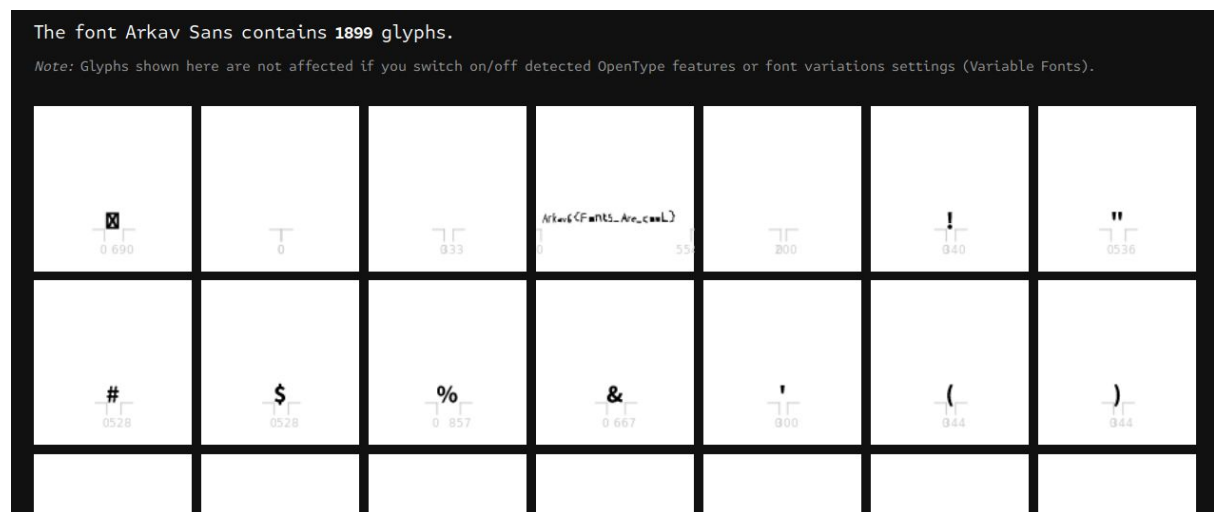 The font Arkav Sans contains 1899 glyphs.
Note: Glyphs shown here are not affected if you switch on/off detected OpenType features or font variations settings (Variable Fonts).
Arkav6{Fonts_Are_cooL} ! "
0 690 0 0 200 0536
# $ % & ' ( )
0528 0528 0 857 0 667